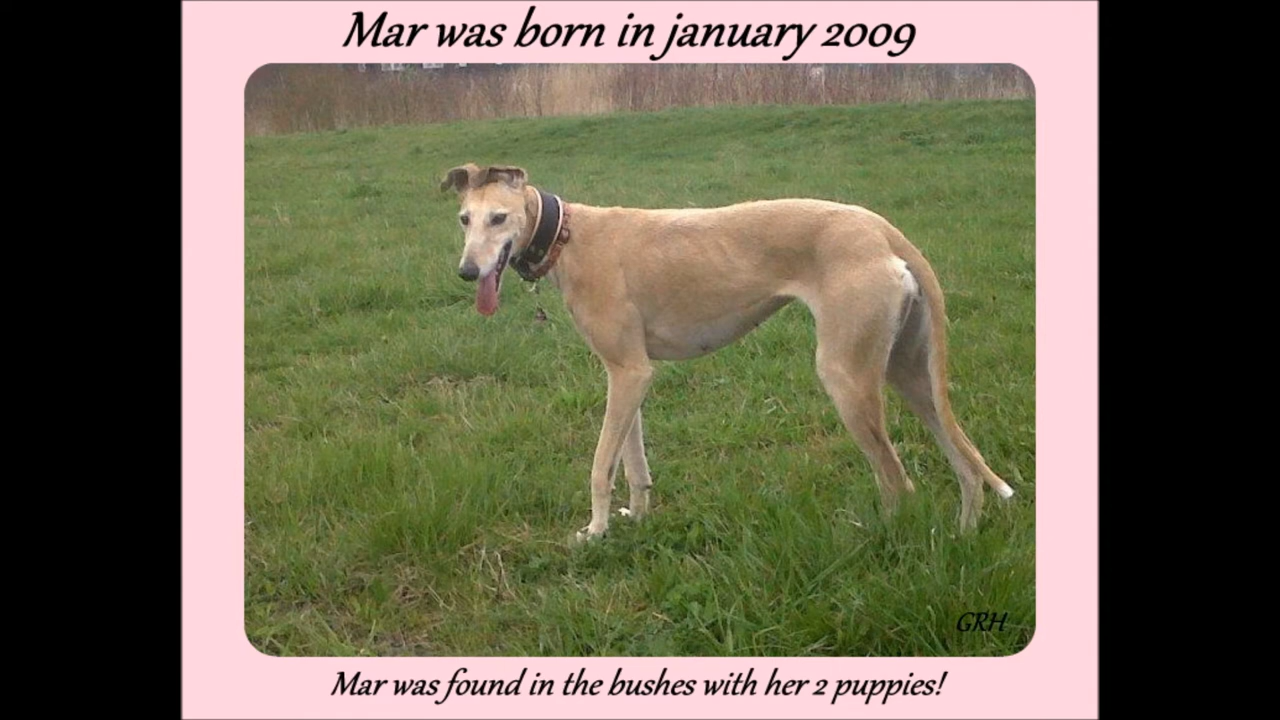 Mar was born in january 2009
GRH
Mar was found in the bushes with her 2 puppies!